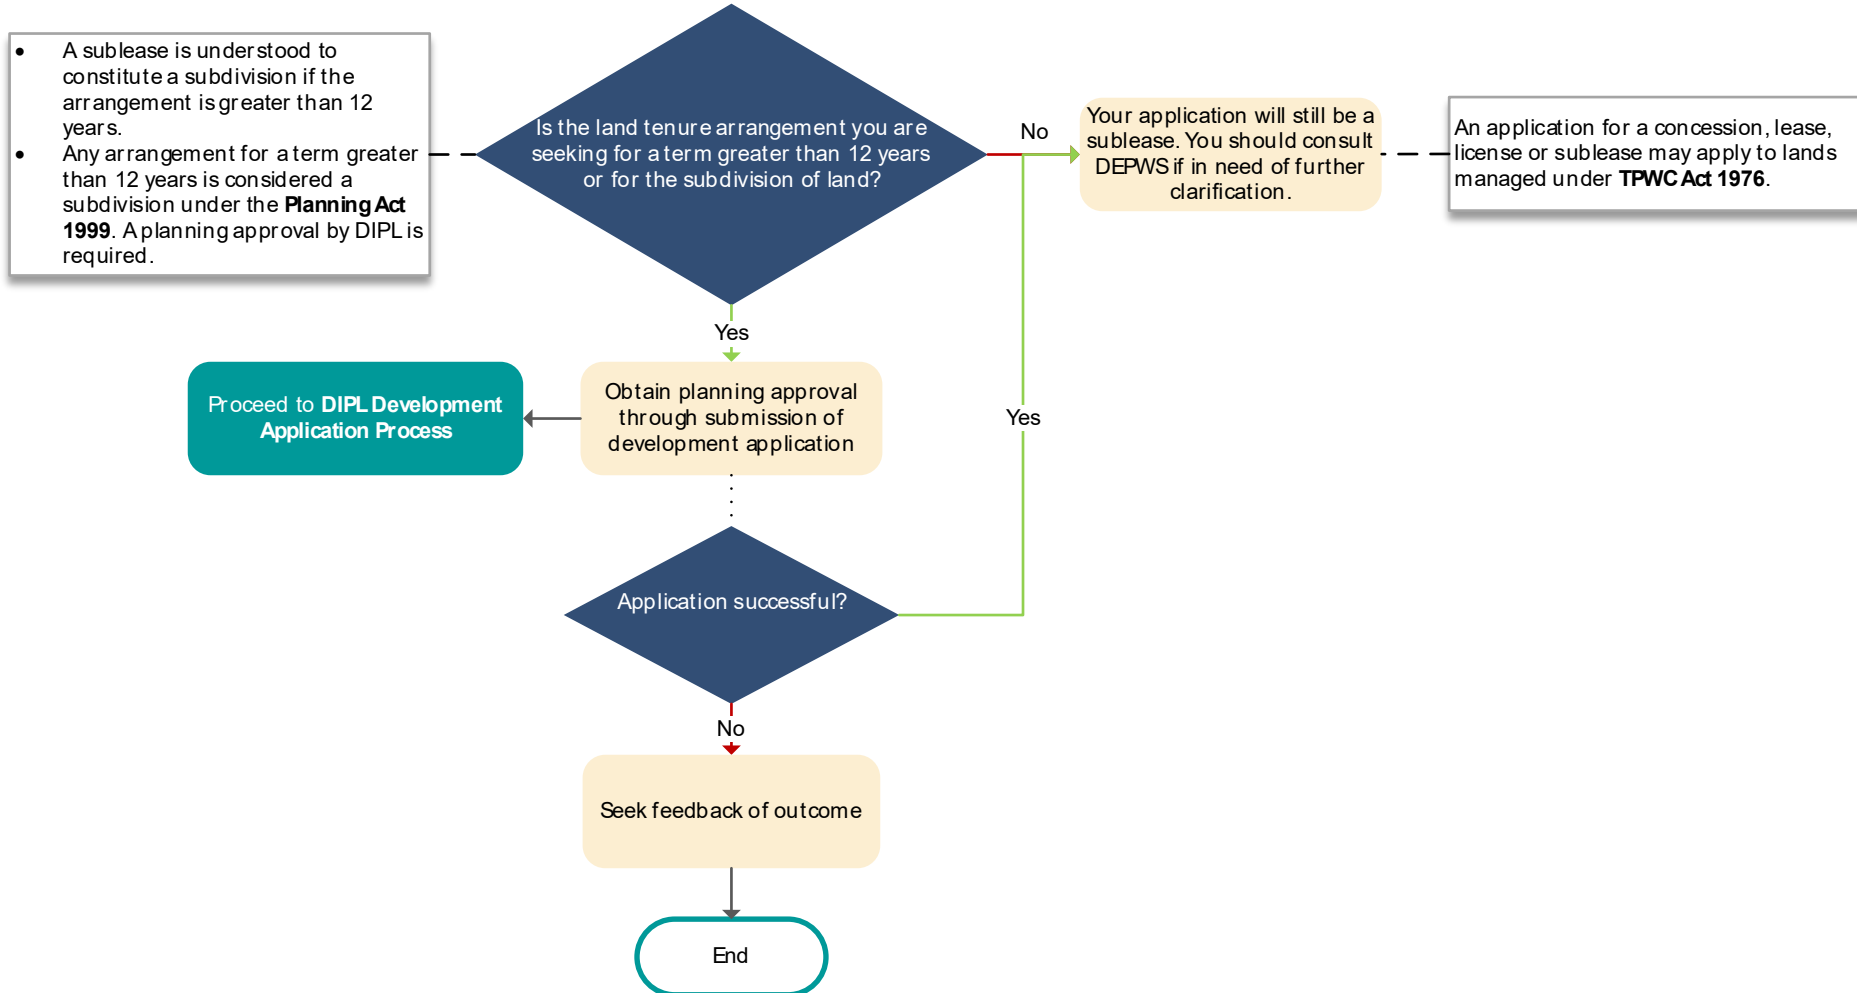 • A sublease is understood to
constitute a subdivision if the
arrangement is greater than 12
years.
• Any arrangement for a term greater
than 12 years is considered a
subdivision under the Planning Act
1999. A planning approval by DIPL is
required.
Is the land tenure arrangement you are
seeking for a term greater than 12 years
or for the subdivision of land?
No
Your application will still be a
sublease. You should consult
DEPWS if in need of further
clarification.
An application for a concession, lease,
license or sublease may apply to lands
managed under TPWC Act 1976.
Yes
Proceed to DIPL Development
Application Process
Obtain planning approval
through submission of
development application
Yes
Application successful?
No
Seek feedback of outcome
End